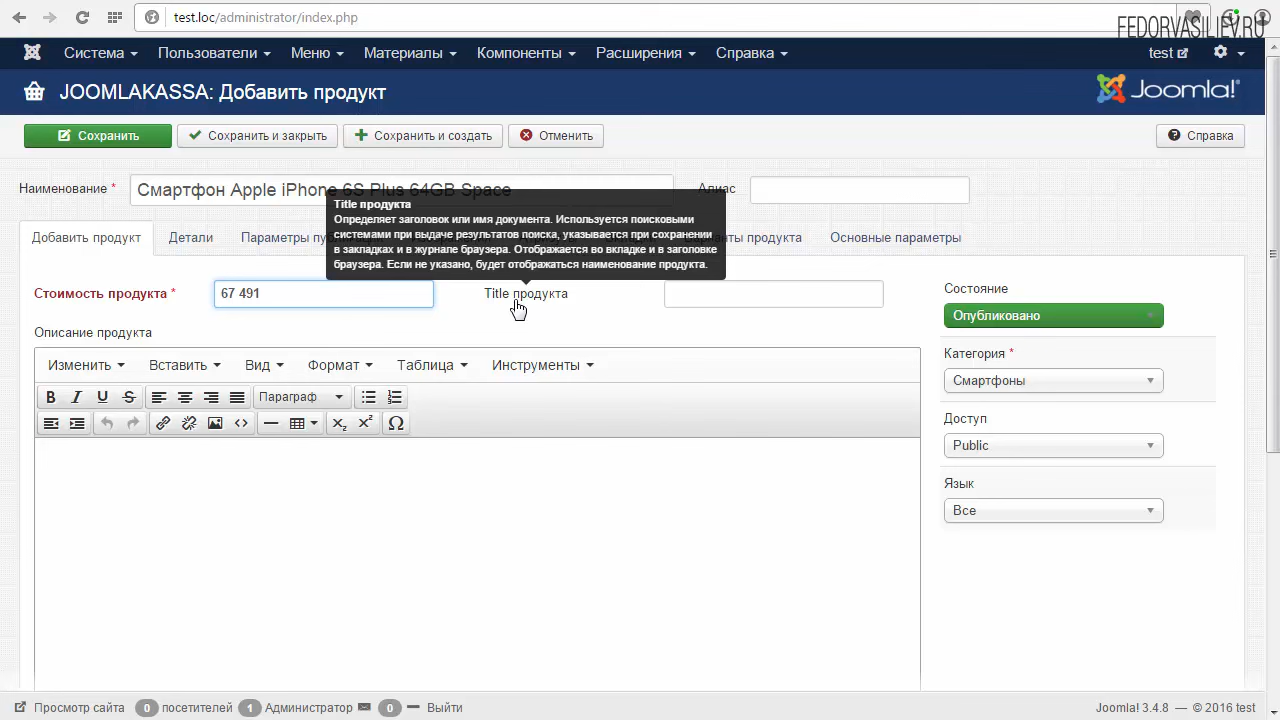 test.loc/administrator/index.php
FEDORVASILIEV.RU
Система Пользователи Меню Материалы Компоненты Расширения Справка test
JOOMLAKASSA: Добавить продукт
Joomla!
Сохранить Сохранить и закрыть Сохранить и создать Отменить Справка
Наименование * Смартфон Apple iPhone 6S Plus 64GB Space Алиас
Title продукта
Определяет заголовок или имя документа. Используется поисковыми
системами при выдаче результатов поиска, указывается при сохранении
в закладках и в журнале браузера. Отображается во вкладке и в заголовке
браузера. Если не указано, будет отображаться наименование продукта.
Добавить продукт Детали Параметры продукта Основные параметры
Стоимость продукта * 67 491 Title продукта
Состояние
Опубликовано
Описание продукта
Категория *
Смартфоны
Изменить Вставить Вид Формат Таблица Инструменты
B I U S Параграф
Доступ
Public
Язык
Все
Просмотр сайта 0 посетителей 1 Администратор 0 Выйти
Joomla! 3.4.8 — © 2016 test